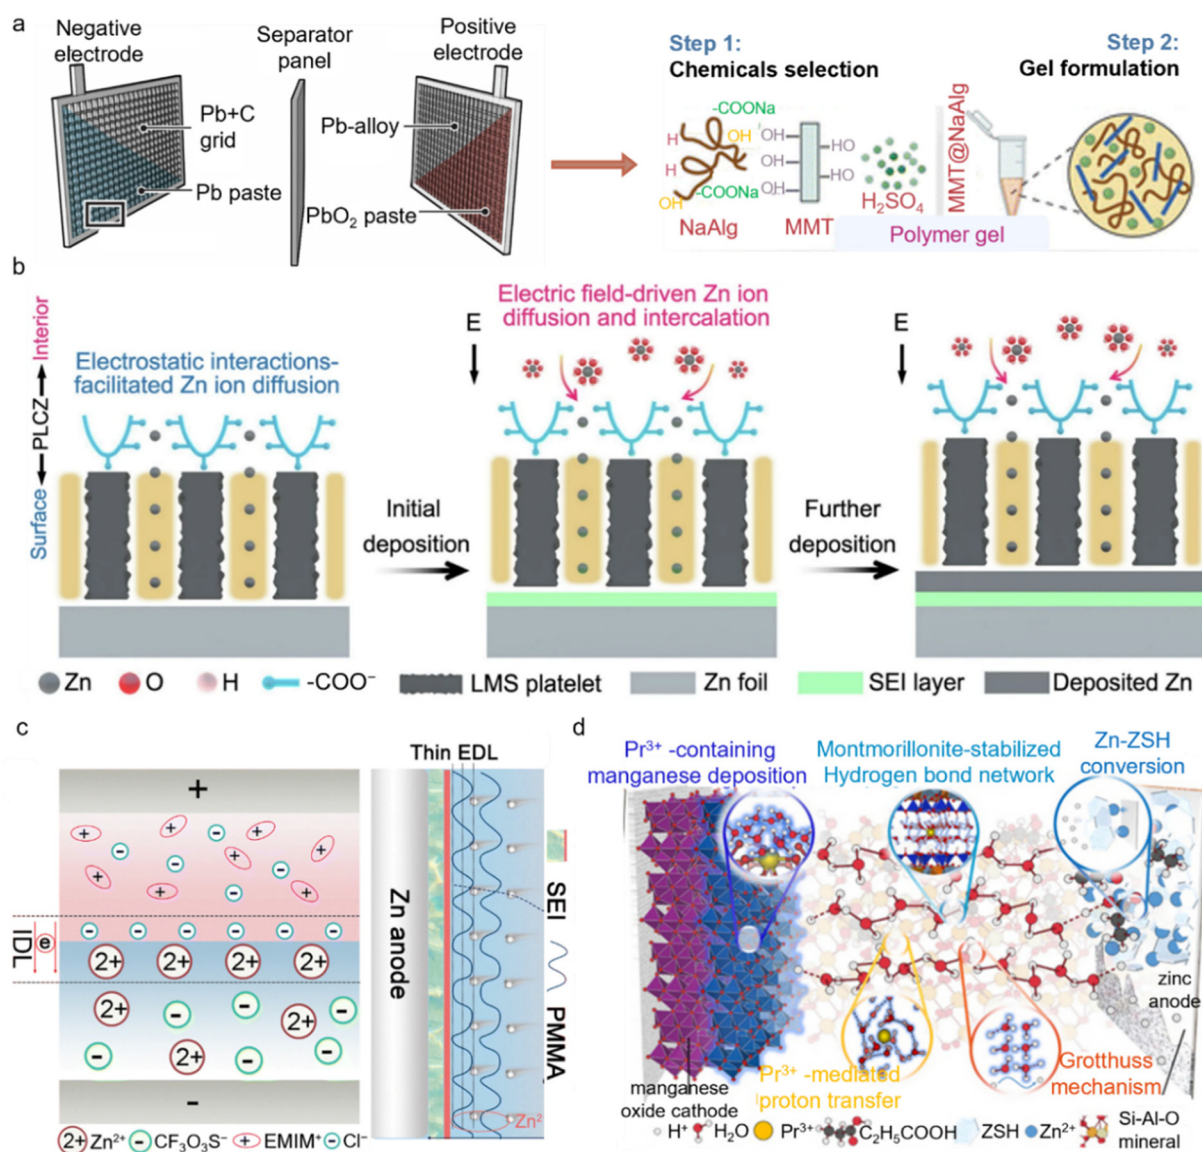 a
Negative
electrode
Separator
panel
Positive
electrode
Pb+C
grid
Pb paste
Pb-alloy
PbO₂ paste
Step 1:
Chemicals selection
Step 2:
Gel formulation
-COONa
H
OH
H
-COONa
OH
NaAlg
OH
OH
OH
HO
HO
MMT
H₂SO₄
MMT@NaAlg
Polymer gel
b
Surface
PLCZ
Interior
Electrostatic interactions-
facilitated Zn ion diffusion
Initial
deposition
E
Electric field-driven Zn ion
diffusion and intercalation
Further
deposition
E
Zn
O
H
-COO⁻
LMS platelet
Zn foil
SEI layer
Deposited Zn
c
+
+
-
+
+
-
-
+
+
-
+
+
-
+
IDL
e
-
-
-
-
-
-
-
2+
2+
2+
2+
2+
-
-
2+
-
-
2+
-
-
-
2+
Zn²⁺
-
CF₃O₃S⁻
+
EMIM⁺
-
Cl⁻
Thin EDL
Zn anode
SEI
PMMA
Zn²
d
Pr³⁺ -containing
manganese deposition
Montmorillonite-stabilized
Hydrogen bond network
Zn-ZSH
conversion
manganese
oxide cathode
Pr³⁺ -mediated
proton transfer
Grotthuss
mechanism
zinc
anode
H⁺
H₂O
Pr³⁺
C₂H₅COOH
ZSH
Zn²⁺
Si-Al-O
mineral